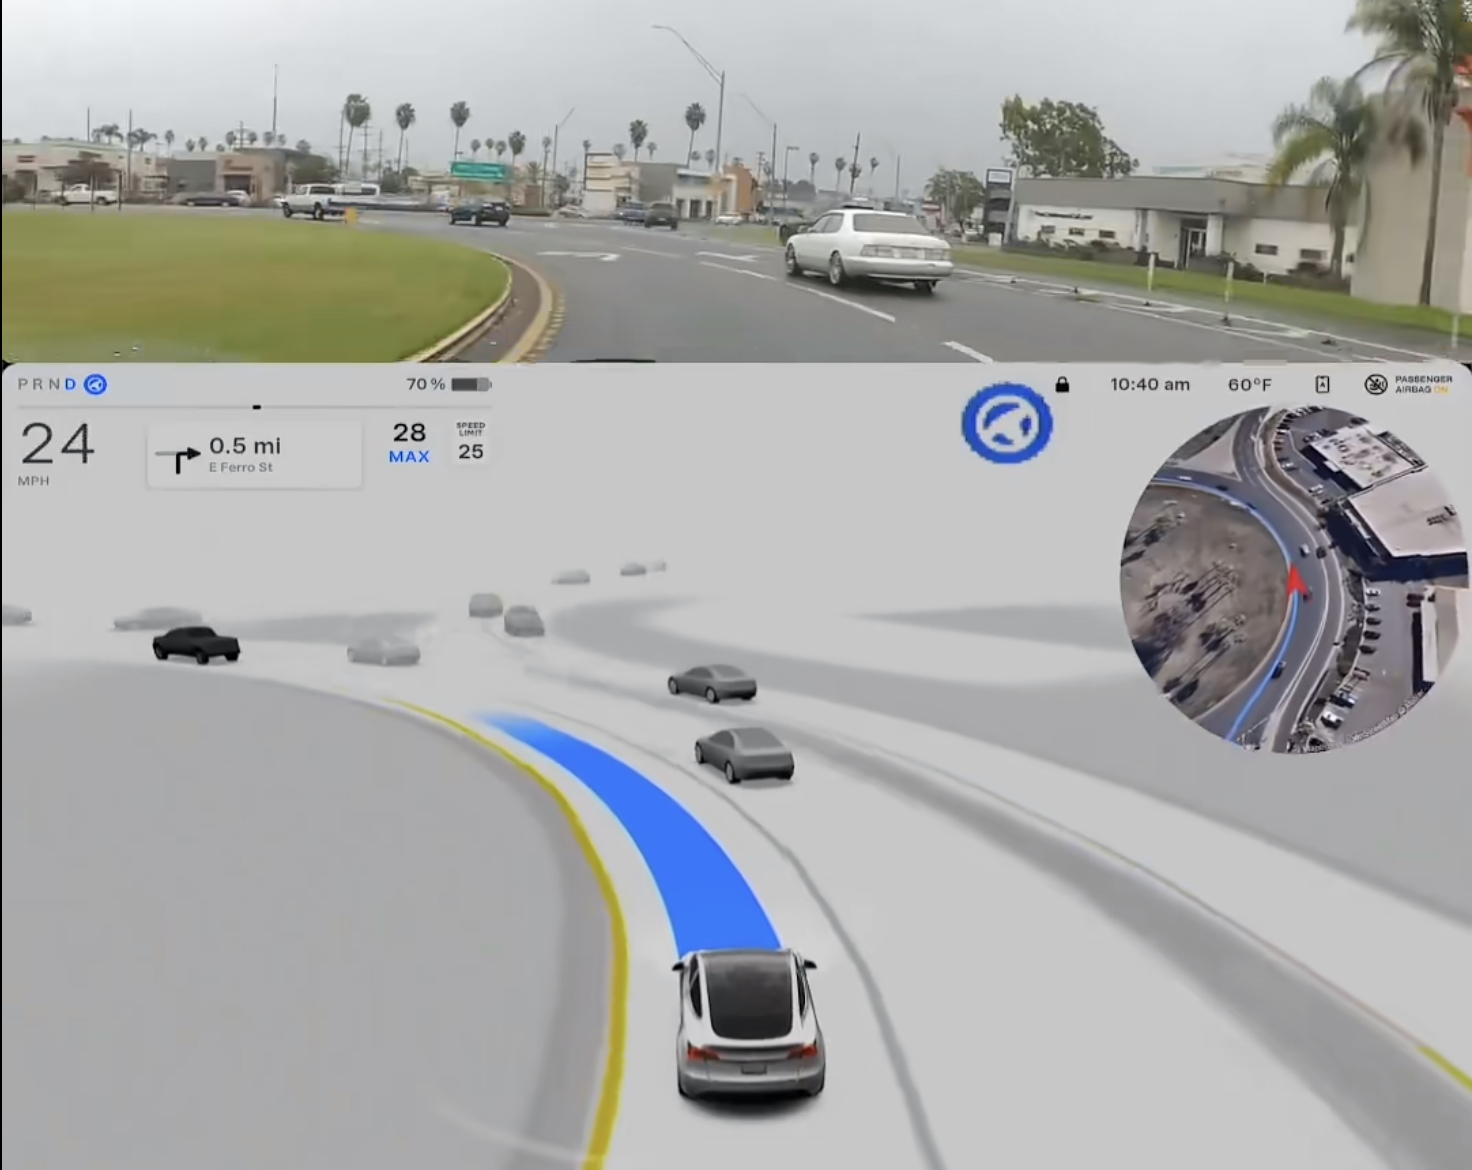 P R N D
70 %
10:40 am
60°F
PASSENGER
AIRBAG ON
24
MPH
0.5 mi
E Ferro St
28
MAX
SPEED
LIMIT
25